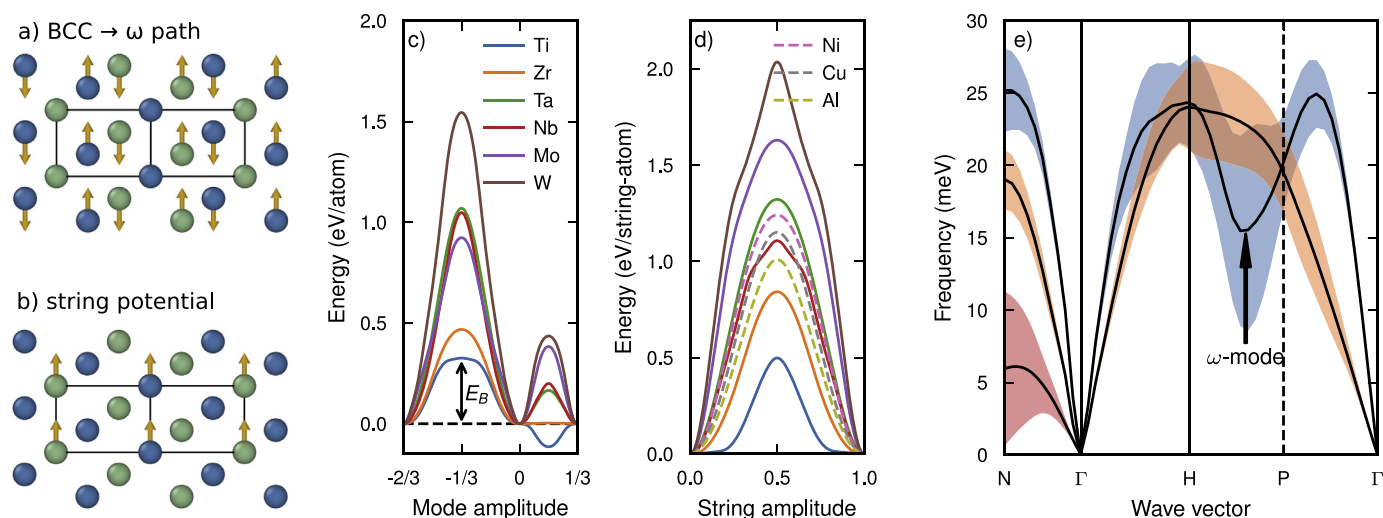 a) BCC → ω path
b) string potential
c)
Energy (eV/atom)
2.0
1.5
1.0
0.5
0.0
Ti
Zr
Ta
Nb
Mo
W
E_B
-2/3
-1/3
0
1/3
Mode amplitude
d)
Energy (eV/string-atom)
2.0
1.5
1.0
0.5
0.0
Ni
Cu
Al
0.0
0.5
1.0
String amplitude
e)
Frequency (meV)
30
25
20
15
10
5
0
ω-mode
N
Γ
H
P
Γ
Wave vector